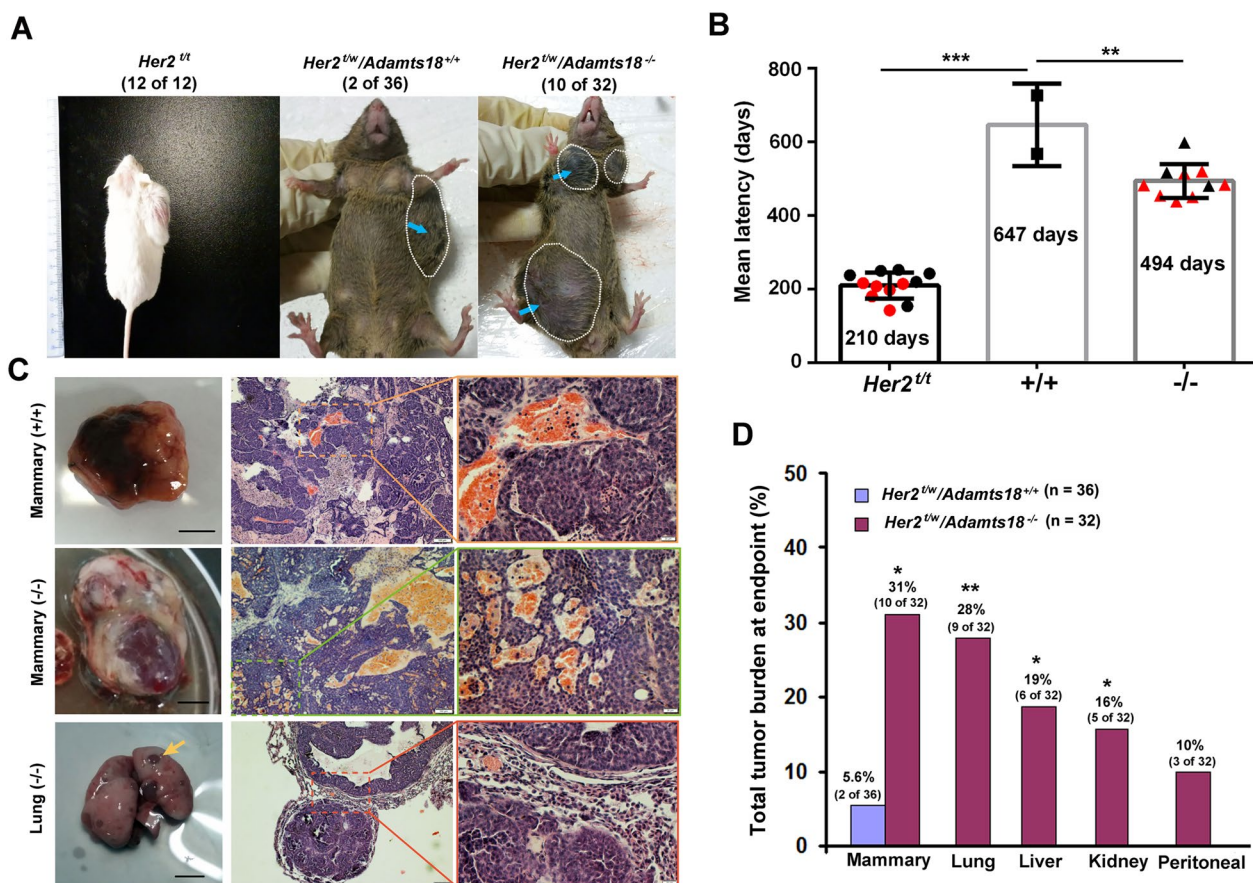 A
Her2 t/t
(12 of 12)
Her2 t/w/Adamts18 +/+
(2 of 36)
Her2 t/w/Adamts18 -/-
(10 of 32)
B
Mean latency (days)
800
600
400
200
0
***
**
210 days
647 days
494 days
Her2 t/t
+/+
-/-
C
Mammary (+/+)
Mammary (-/-)
Lung (-/-)
D
Total tumor burden at endpoint (%)
50
40
30
20
10
0
Her2 t/w/Adamts18 +/+ (n = 36)
Her2 t/w/Adamts18 -/- (n = 32)
5.6%
(2 of 36)
*
31%
(10 of 32)
**
28%
(9 of 32)
*
19%
(6 of 32)
*
16%
(5 of 32)
10%
(3 of 32)
Mammary
Lung
Liver
Kidney
Peritoneal